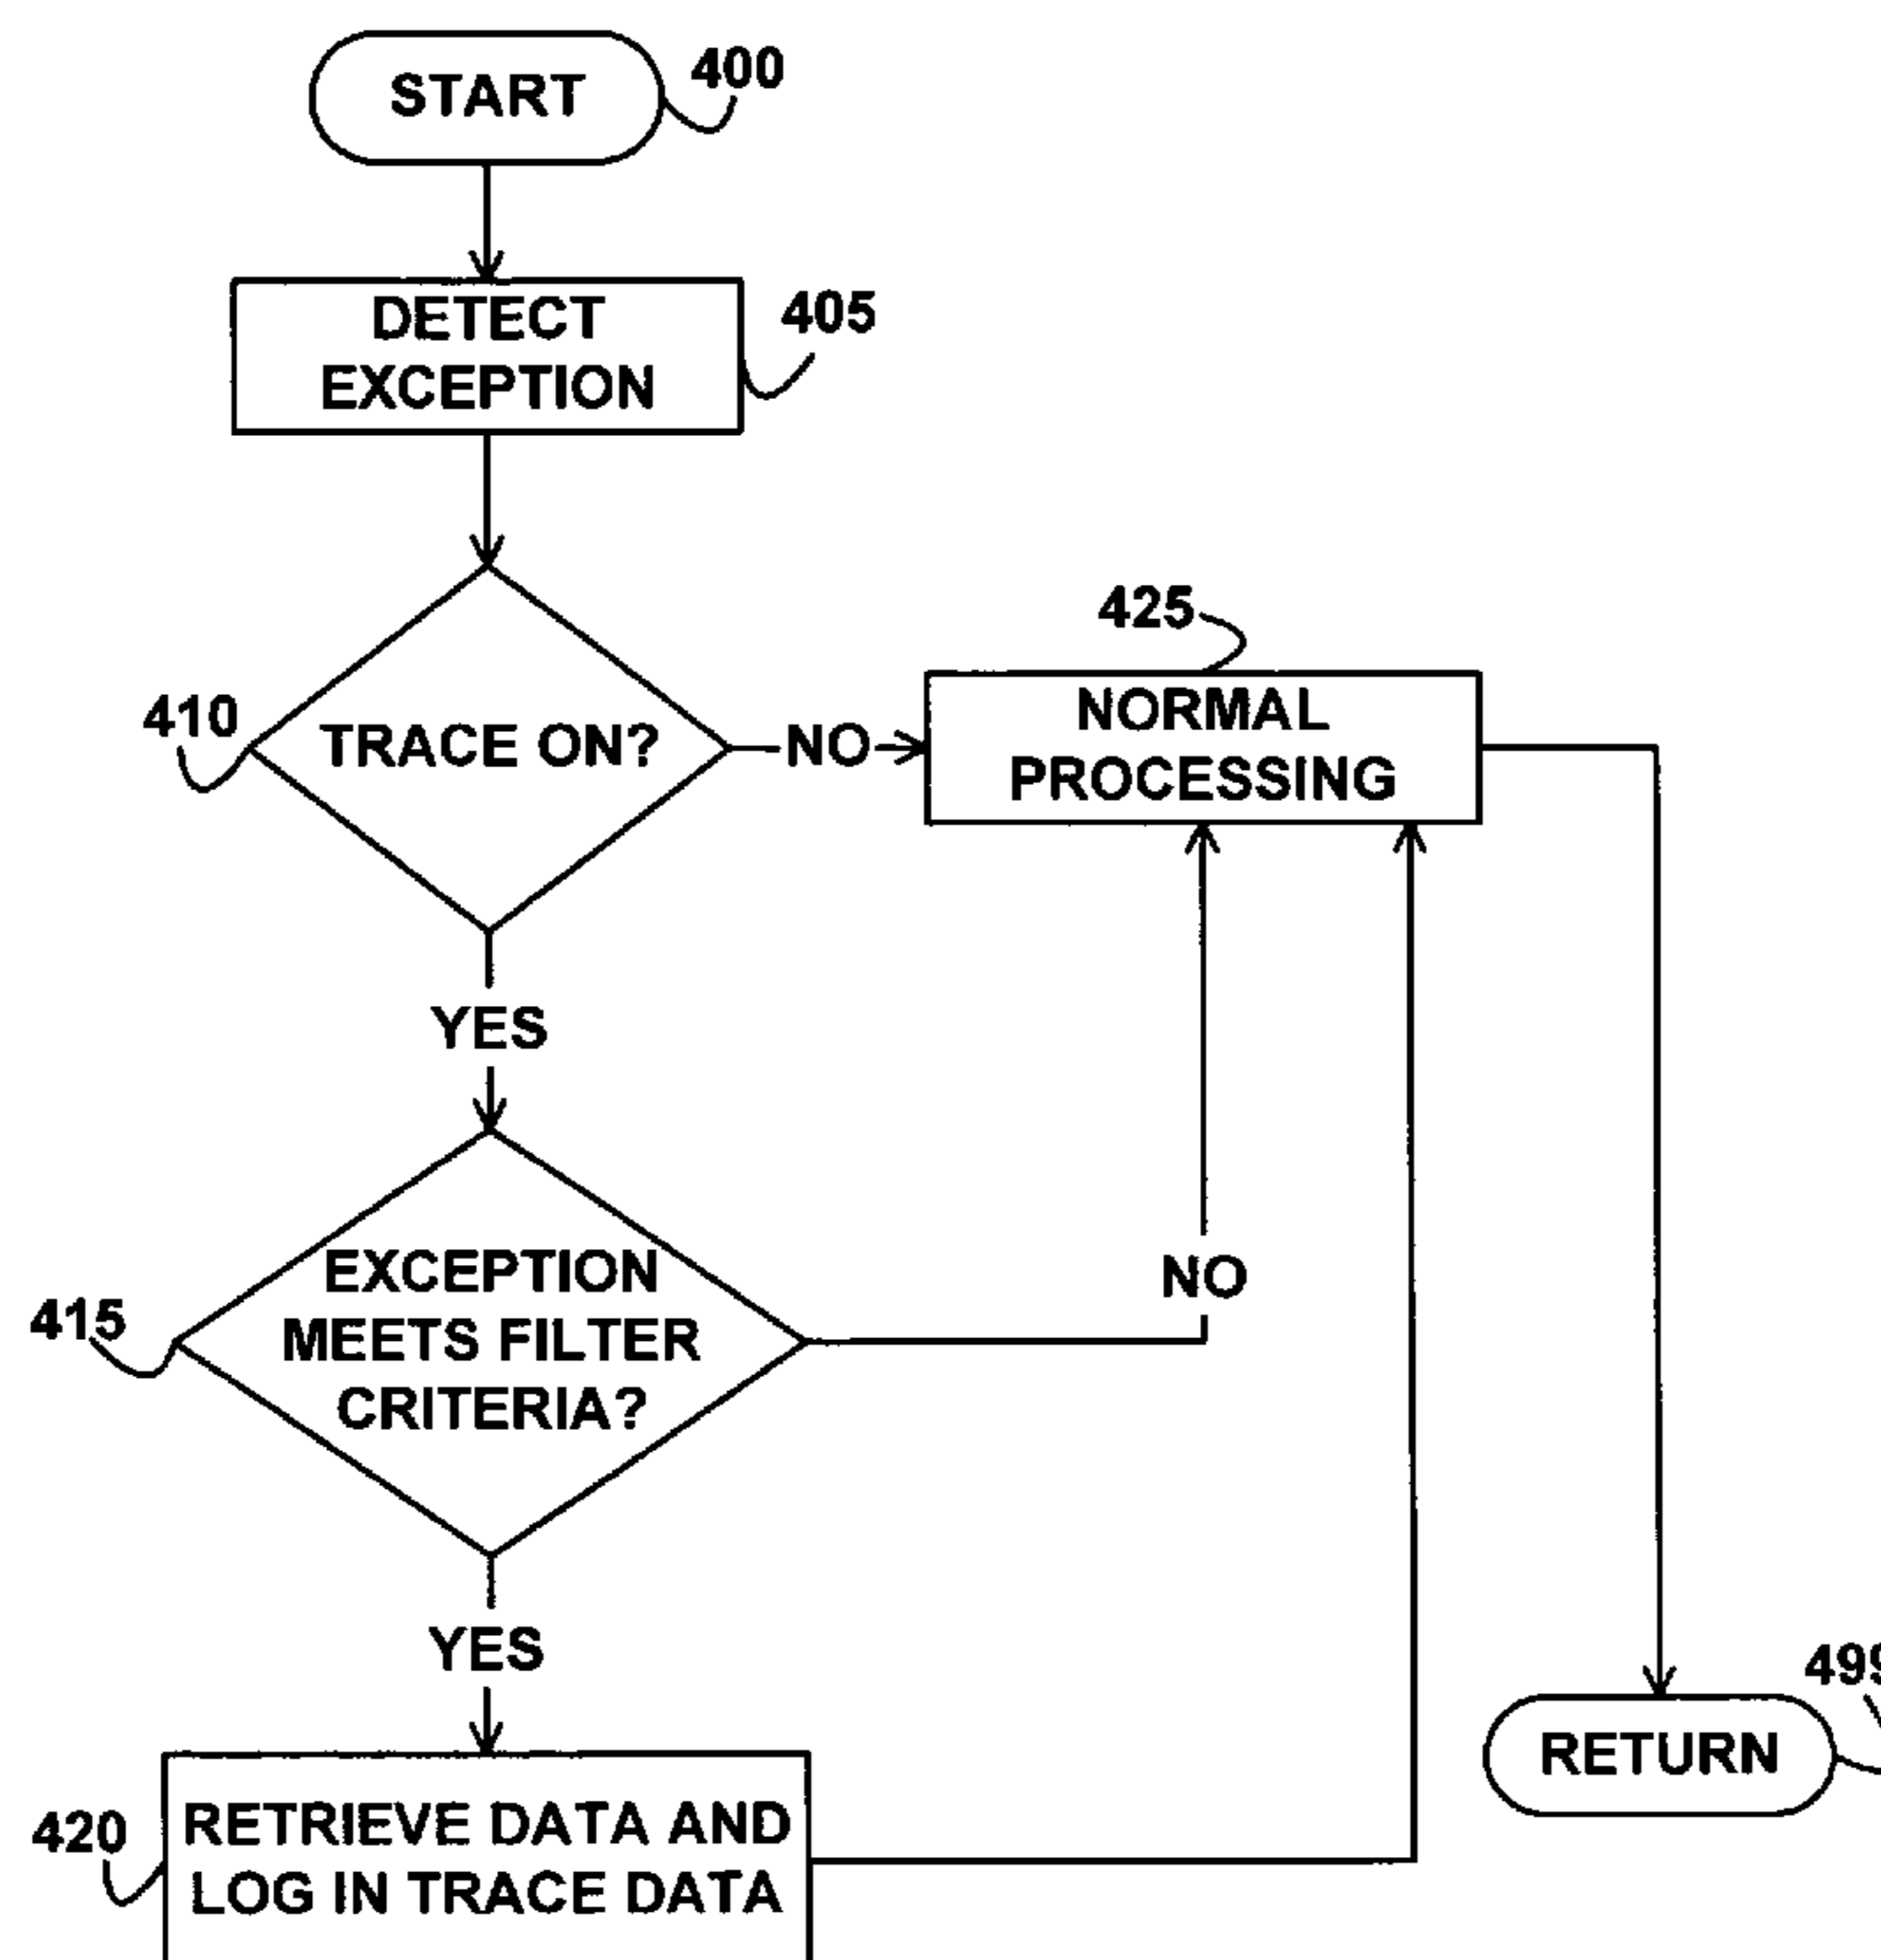 START
400
DETECT
EXCEPTION
405
410
TRACE ON?
NO
425
NORMAL
PROCESSING
YES
415
EXCEPTION
MEETS FILTER
CRITERIA?
NO
YES
499
RETURN
420
RETRIEVE DATA AND
LOG IN TRACE DATA